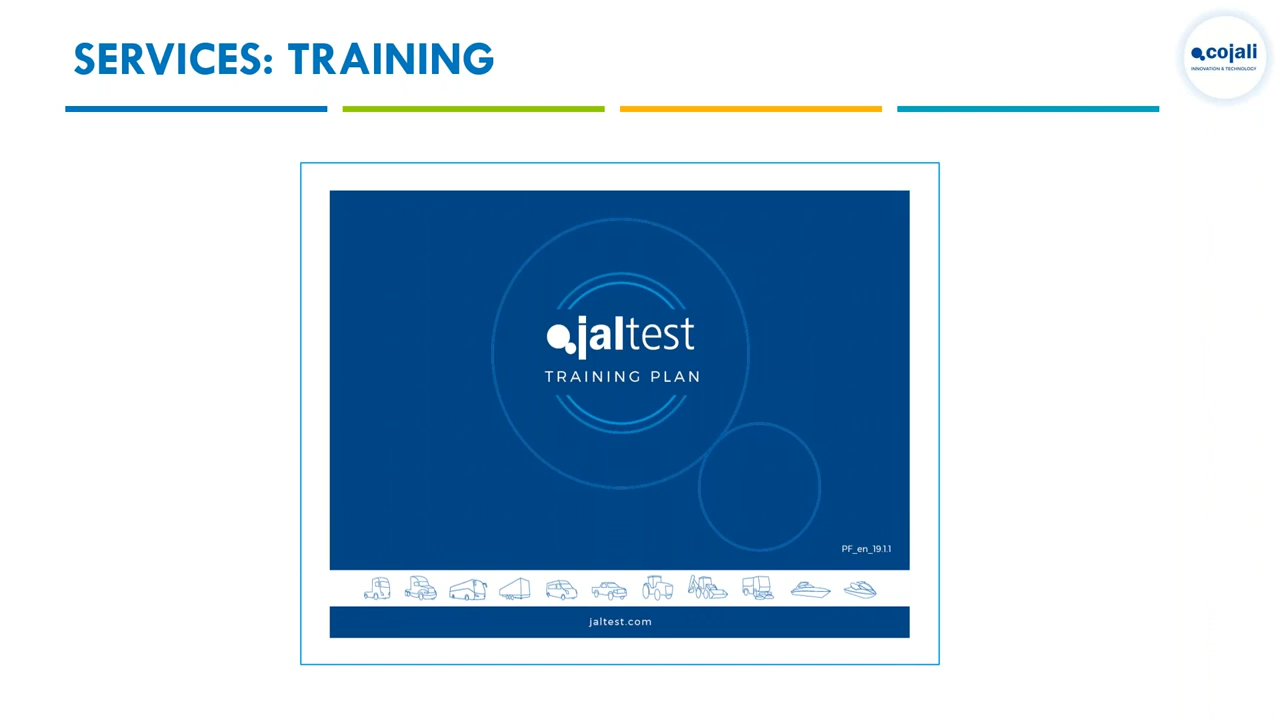 SERVICES: TRAINING
cojali
INNOVATION & TECHNOLOGY
jaltest
TRAINING PLAN
PF_en_19.1.1
jaltest.com